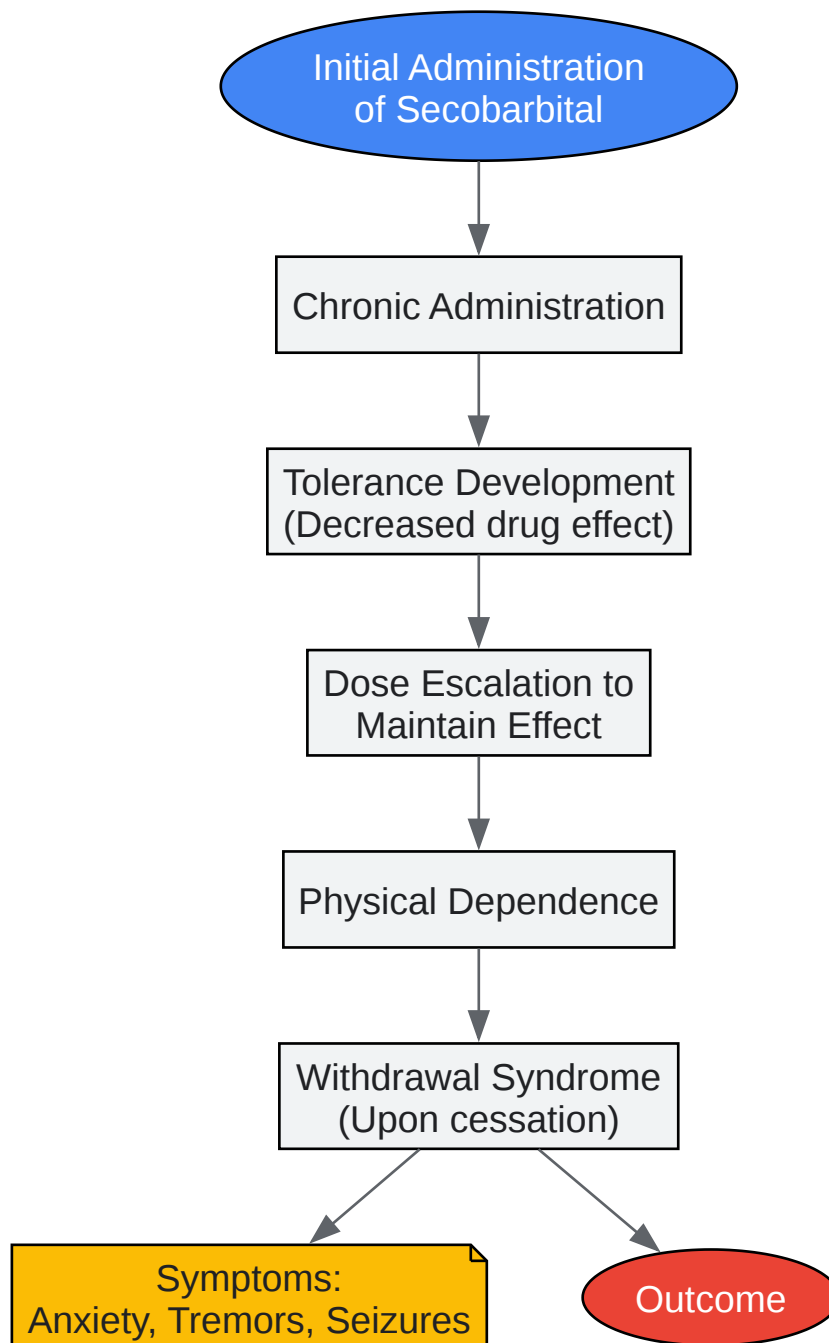 Initial Administration
of Secobarbital
Chronic Administration
Tolerance Development
(Decreased drug effect)
Dose Escalation to
Maintain Effect
Physical Dependence
Withdrawal Syndrome
(Upon cessation)
Symptoms:
Anxiety, Tremors, Seizures
Outcome